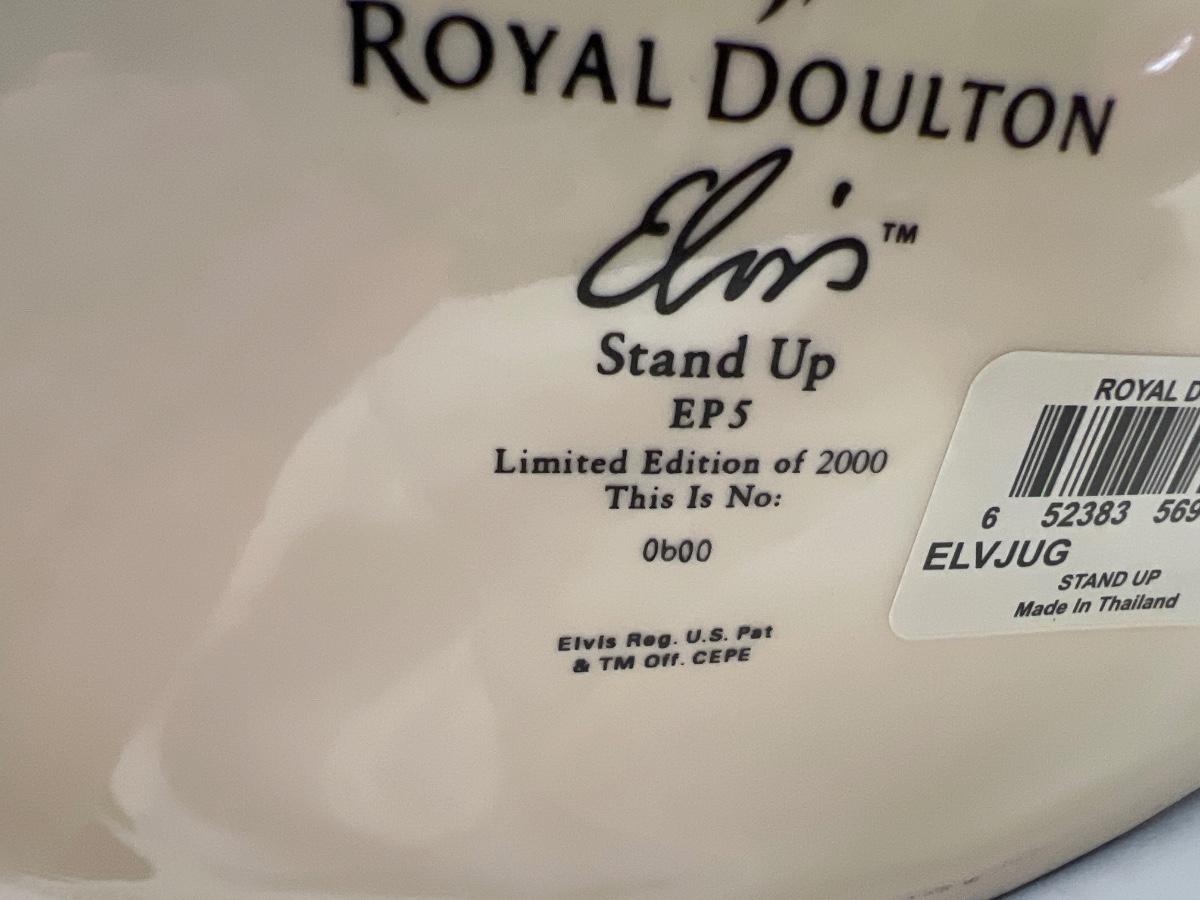 ROYAL DOULTON
Elvis™
Stand Up
EP5
Limited Edition of 2000
This Is No:
0600
Elvis Reg. U.S. Pat
& TM Off. CEPE
ROYAL D
6 52383 569
ELVJUG
STAND UP
Made In Thailand